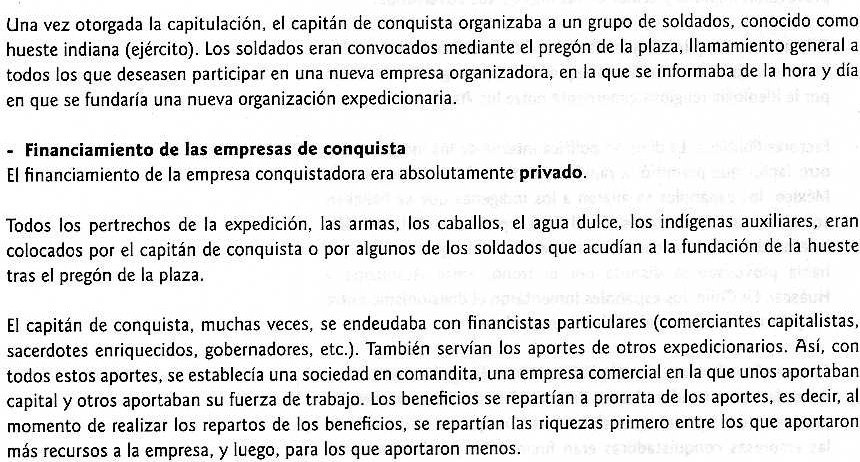 Una vez otorgada la capitulación, el capitán de conquista organizaba a un grupo de soldados, conocido como
hueste indiana (ejército). Los soldados eran convocados mediante el pregón de la plaza, llamamiento general a
todos los que deseasen participar en una nueva empresa organizadora, en la que se informaba de la hora y día
en que se fundaría una nueva organización expedicionaria.
- Financiamiento de las empresas de conquista
El financiamiento de la empresa conquistadora era absolutamente privado.
Todos los pertrechos de la expedición, las armas, los caballos, el agua dulce, los indígenas auxiliares, eran
colocados por el capitán de conquista o por algunos de los soldados que acudían a la fundación de la hueste
tras el pregón de la plaza.
El capitán de conquista, muchas veces, se endeudaba con financistas particulares (comerciantes capitalistas,
sacerdotes enriquecidos, gobernadores, etc.). También servían los aportes de otros expedicionarios. Así, con
todos estos aportes, se establecía una sociedad en comandita, una empresa comercial en la que unos aportaban
capital y otros aportaban su fuerza de trabajo. Los beneficios se repartían a prorrata de los aportes, es decir, al
momento de realizar los repartos de los beneficios, se repartían las riquezas primero entre los que aportaron
más recursos a la empresa, y luego, para los que aportaron menos.